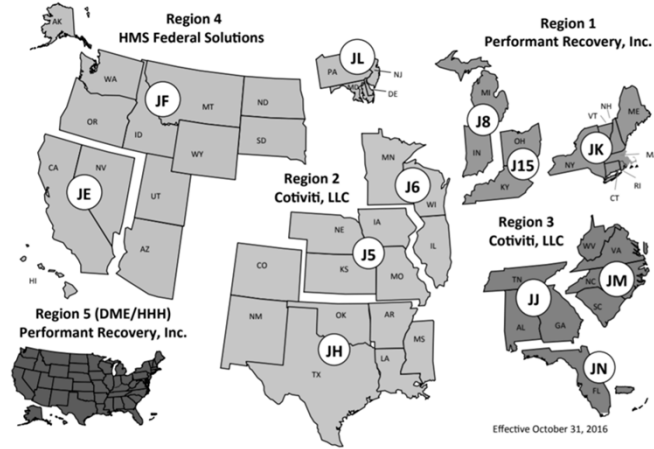 Region 4
HMS Federal Solutions
AK
WA
MT
ND
OR
ID
SD
WY
CA
NV
UT
AZ
HI
JF
JE
JL
PA
MD
NJ
DE
Region 1
Performant Recovery, Inc.
MI
J8
IN
OH
J15
KY
NH
VT
ME
JK
NY
M
RI
CT
Region 2
Cotiviti, LLC
MN
J6
WI
IA
NE
J5
IL
KS
MO
CO
NM
OK
AR
JH
MS
LA
TX
Region 3
Cotiviti, LLC
WV
VA
TN
NC
JM
JJ
SC
AL
GA
JN
FL
Region 5 (DME/HHH)
Performant Recovery, Inc.
Effective October 31, 2016